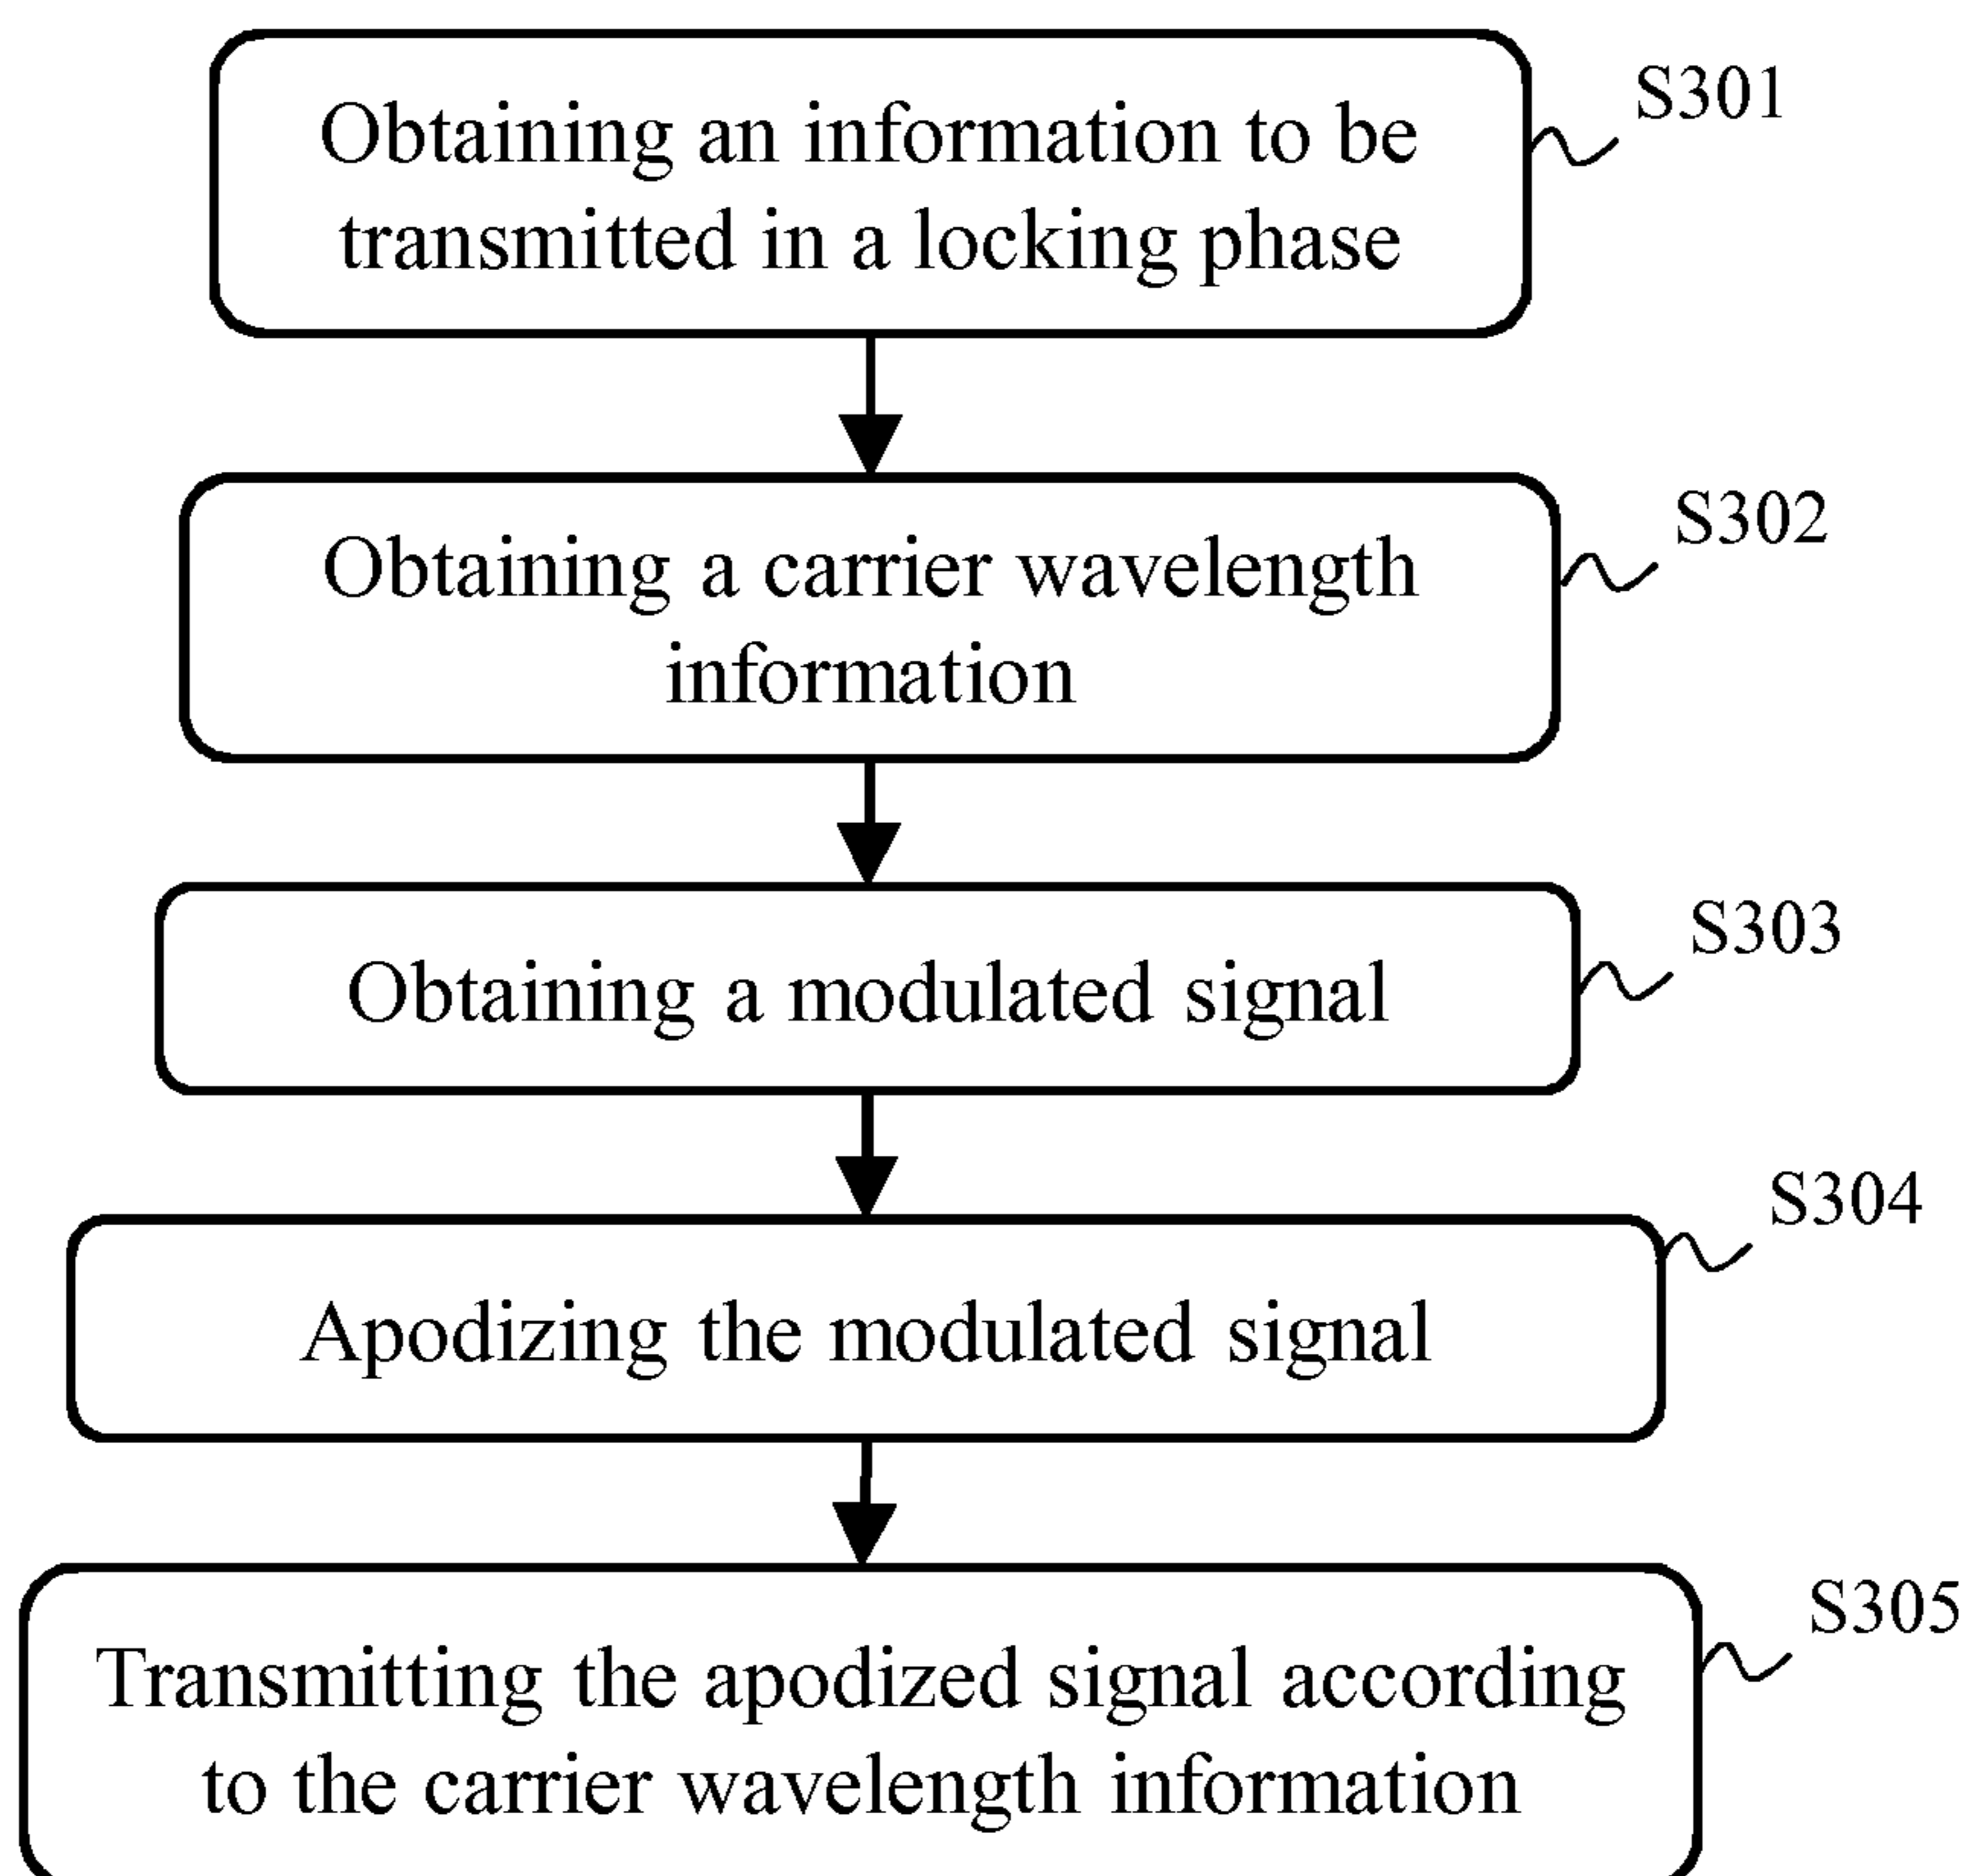 Obtaining an information to be
transmitted in a locking phase
S301
Obtaining a carrier wavelength
information
S302
Obtaining a modulated signal
S303
Apodizing the modulated signal
S304
Transmitting the apodized signal according
to the carrier wavelength information
S305